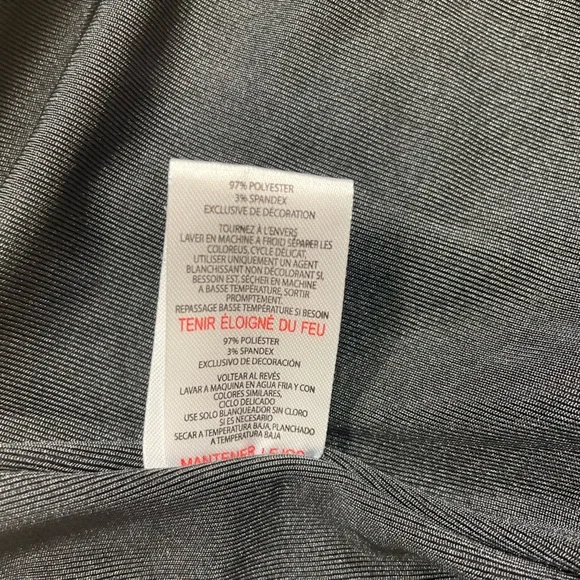 97% POLYESTER
3% SPANDEX
EXCLUSIVE DE DÉCORATION
TOURNEZ À L'ENVERS
LAVER EN MACHINE A FROID SÉPARER LES
COLOREUS, CYCLE DÉLICAT,
UTILISER UNIQUEMENT UN AGENT
BLANCHISSANT NON DÉCOLORANT SI,
BESOIN EST, SÉCHER EN MACHINE
A BASSE TEMPÉRATURE, SORTIR
PROMPTEMENT.
REPASSAGE BASSE TEMPÉRATURE SI BESOIN
TENIR ÉLOIGNÉ DU FEU
97% POLIÉSTER
3% SPANDEX
EXCLUSIVO DE DECORACIÓN
VOLTEAR AL REVÉS
LAVAR A MAQUINA EN AGUA FRIA Y CON
COLORES SIMILARES,
CICLO DELICADO
USE SOLO BLANQUEADOR SIN CLORO
SI ES NECESARIO
SECAR A TEMPERATURA BAJA, PLANCHADO
A TEMPERATURA BAJA
MANTENER